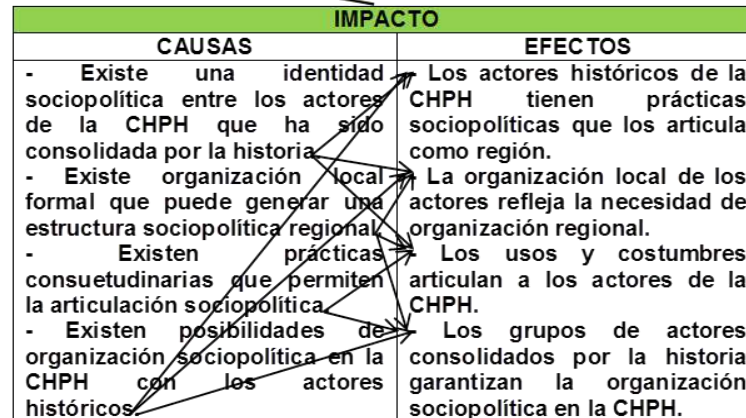 IMPACTO
CAUSAS
EFECTOS
- Existe una identidad
sociopolítica entre los actores
de la CHPH que ha sido
consolidada por la historia.
- Existe organización local
formal que puede generar una
estructura sociopolítica regional.
- Existen prácticas
consuetudinarias que permiten
la articulación sociopolítica.
- Existen posibilidades de
organización sociopolítica en la
CHPH con los actores
históricos.
- Los actores históricos de la
CHPH tienen prácticas
sociopolíticas que los articula
como región.
- La organización local de los
actores refleja la necesidad de
organización regional.
- Los usos y costumbres
articulan a los actores de la
CHPH.
- Los grupos de actores
consolidados por la historia
garantizan la organización
sociopolítica en la CHPH.